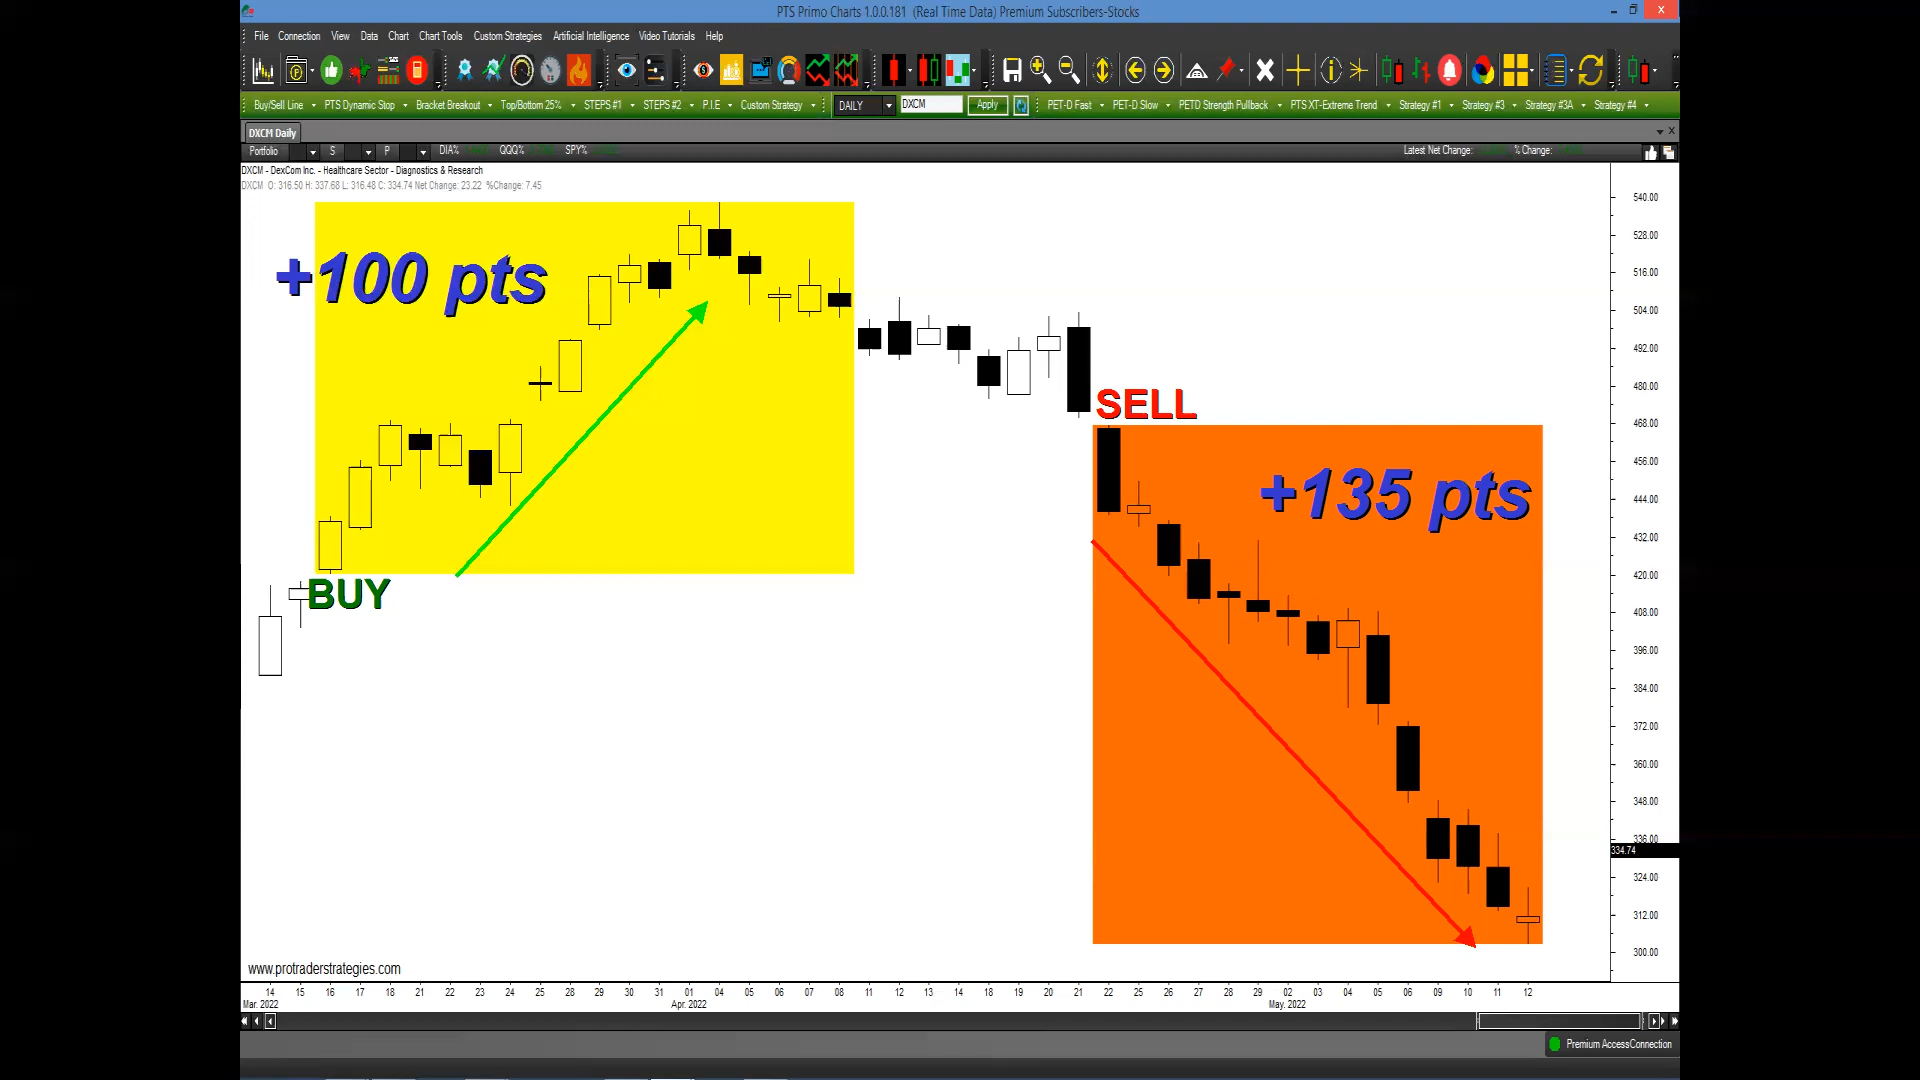 PTS Primo Charts 1.0.0.181 (Real Time Data) Premium Subscribers-Stocks
File Connection View Data Chart Chart Tools Custom Strategies Artificial Intelligence Video Tutorials Help
Buy/Sell Line PTS Dynamic Stop Bracket Breakout Top/Bottom 25% STEPS #1 STEPS #2 P.I.E Custom Strategy DAILY DXCM Apply PET-D Fast PET-D Slow PETD Strength Pullback PTS XT-Extreme Trend Strategy #1 Strategy #3 Strategy #3A Strategy #4
DXCM Daily
Portfolio S P DIA% QQQ% SPY% Latest Net Change: % Change:
DXCM - DexCom Inc. - Healthcare Sector - Diagnostics & Research
DXCM O: 316.50 H: 337.68 L: 316.48 C: 334.74 Net Change: 23.22 %Change: 7.45
+100 pts
BUY
SELL
+135 pts
540.00
528.00
516.00
504.00
492.00
480.00
468.00
456.00
444.00
432.00
420.00
408.00
396.00
384.00
372.00
360.00
348.00
336.00
334.74
324.00
312.00
300.00
www.protraderstrategies.com
14 15 16 17 18 21 22 23 24 25 28 29 30 31 01 04 05 06 07 08 11 12 13 14 18 19 20 21 22 25 26 27 28 29 02 03 04 05 06 09 10 11 12
Mar. 2022 Apr. 2022 May. 2022
Premium AccessConnection